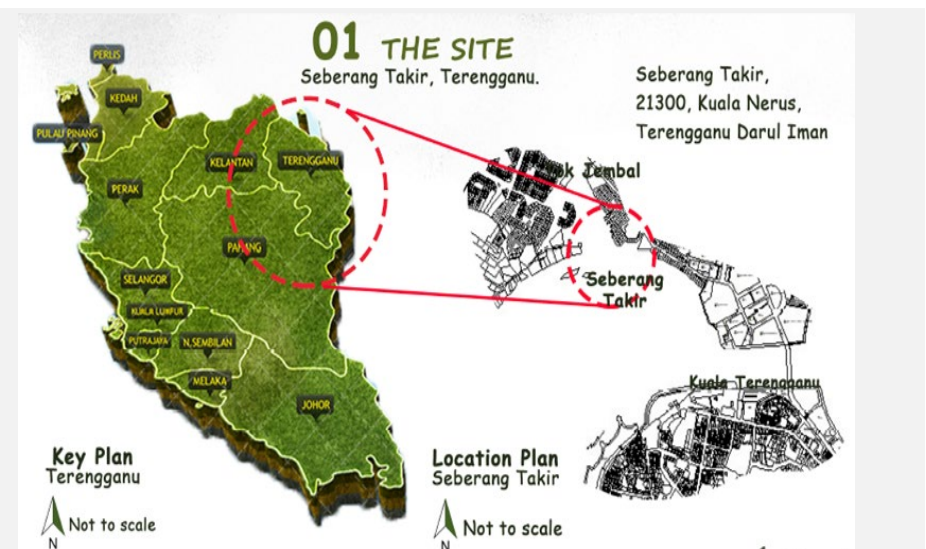 01 THE SITE
Seberang Takir, Terengganu.
Seberang Takir,
21300, Kuala Nerus,
Terengganu Darul Iman
PERLIS
KEDAH
PULAU PINANG
KELANTAN
TERENGGANU
PERAK
PAHANG
SELANGOR
KUALA LUMPUR
PUTRAJAYA
N,SEMBILAN
MELAKA
JOHOR
Jembal
Seberang
Takir
Kuala Terengganu
Key Plan
Terengganu
Not to scale
N
Location Plan
Seberang Takir
Not to scale
N